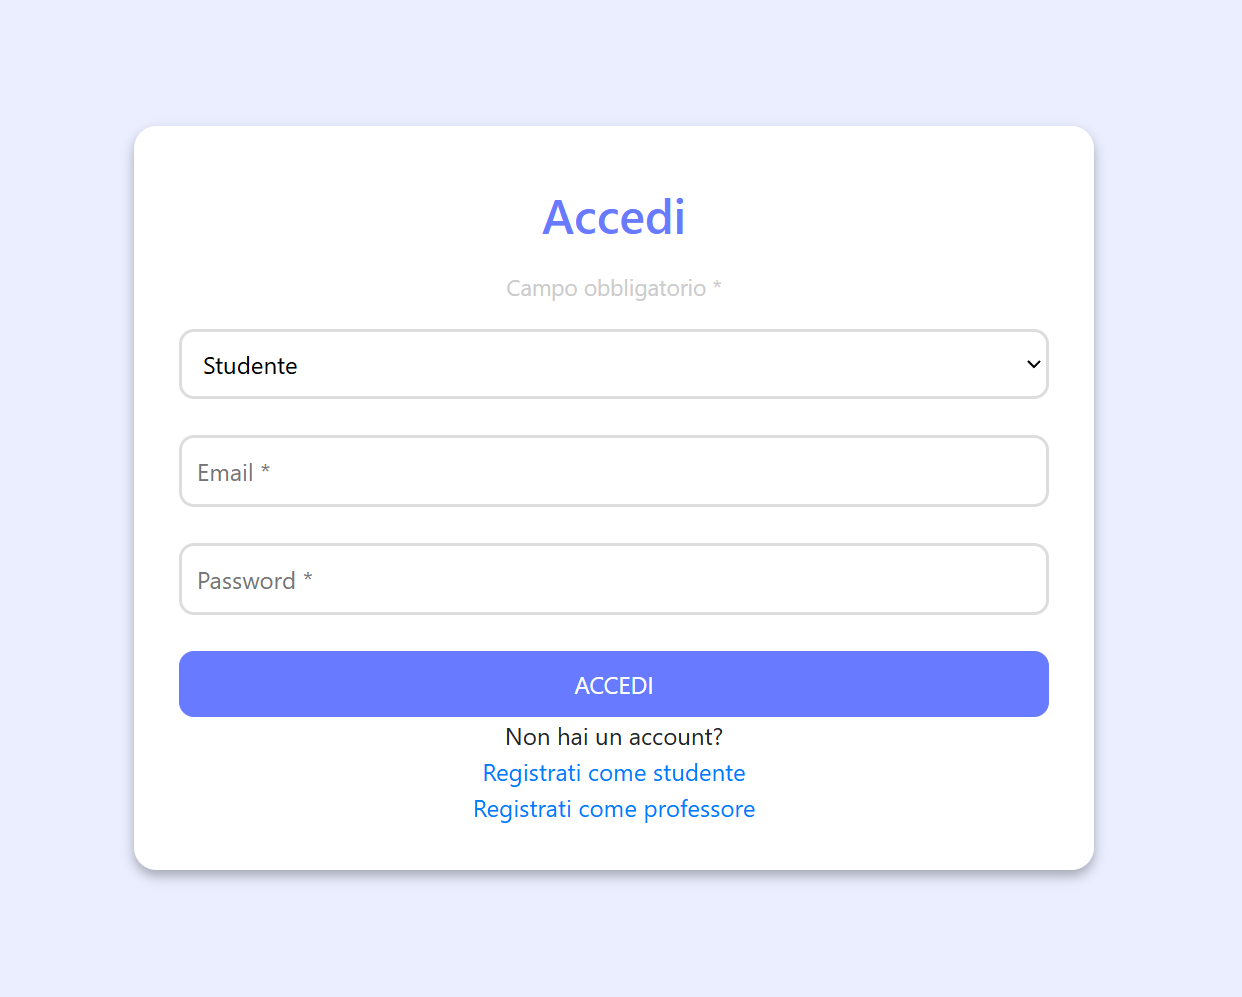 Accedi
Campo obbligatorio *
Studente
Email *
Password *
ACCEDI
Non hai un account?
Registrati come studente
Registrati come professore